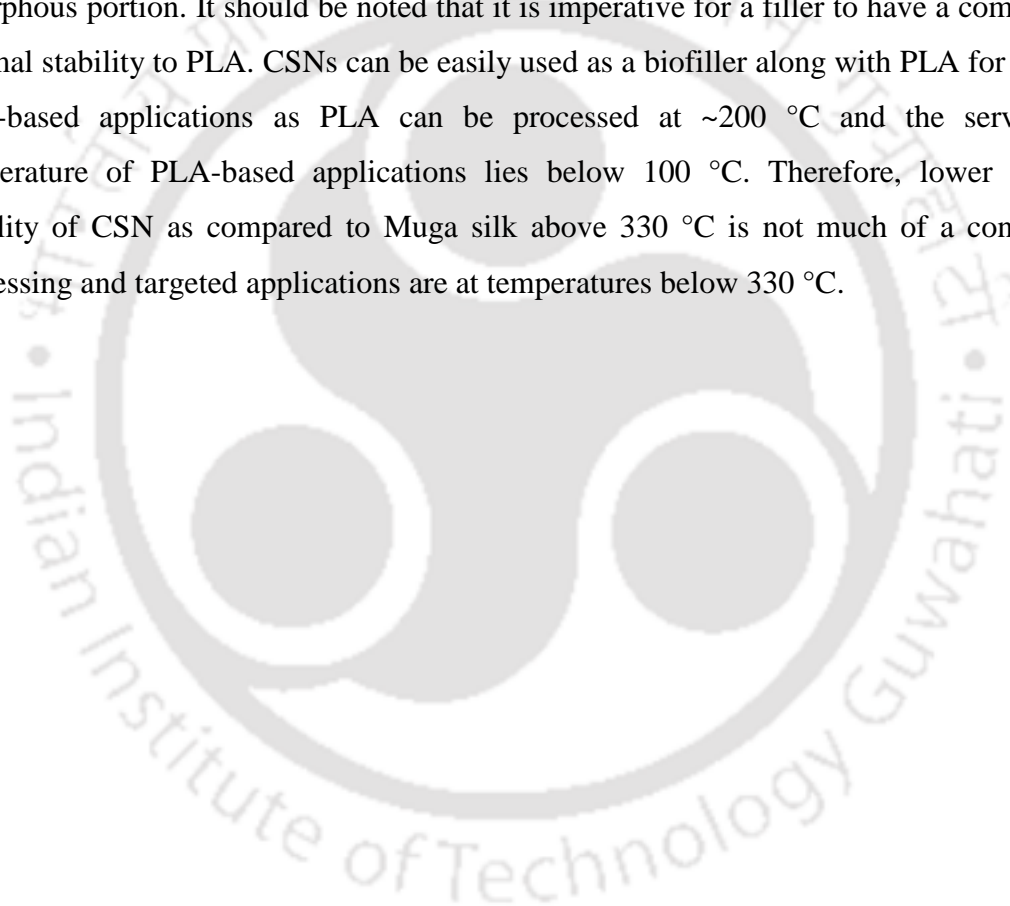 rphous portion. It should be noted that it is imperative for a filler to have a com
nal stability to PLA. CSNs can be easily used as a biofiller along with PLA for
-based applications as PLA can be processed at ~200 °C and the serv
erature of PLA-based applications lies below 100 °C. Therefore, lower
lity of CSN as compared to Muga silk above 330 °C is not much of a con
essing and targeted applications are at temperatures below 330 °C.
Indian Institute of Technology Guwahati